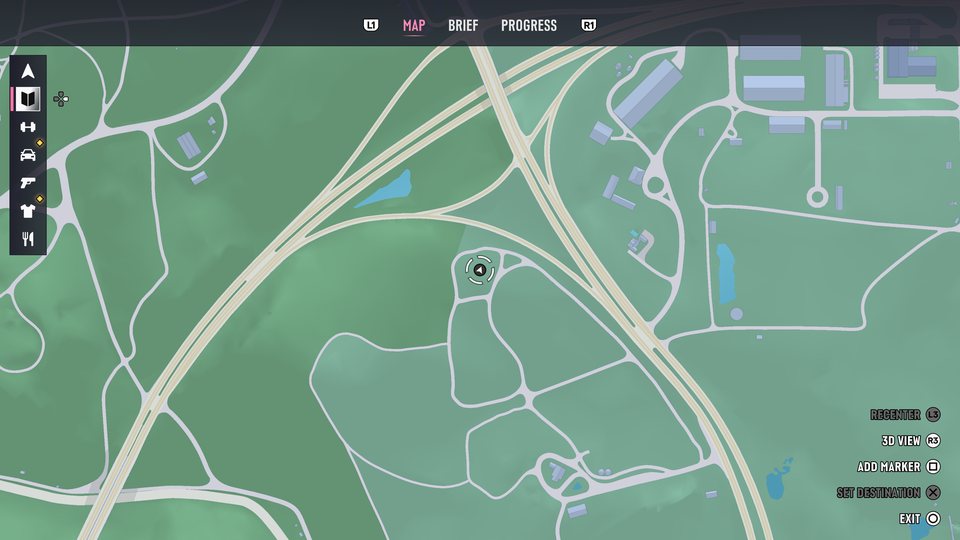 L1 MAP BRIEF PROGRESS R1
RECENTER L3
3D VIEW R3
ADD MARKER
SET DESTINATION
EXIT